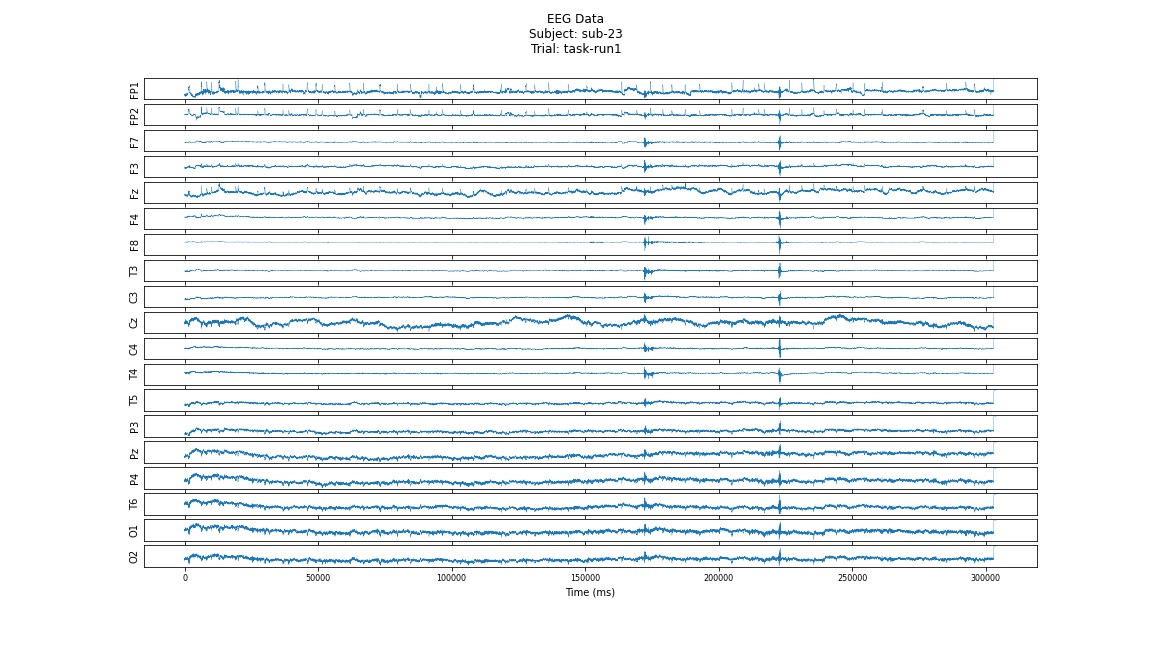 EEG Data
Subject: sub-23
Trial: task-run1
FP1
FP2
F7
F3
Fz
F4
F8
T3
C3
Cz
C4
T4
T5
P3
Pz
P4
T6
O1
O2
0 50000 100000 150000 200000 250000 300000
Time (ms)